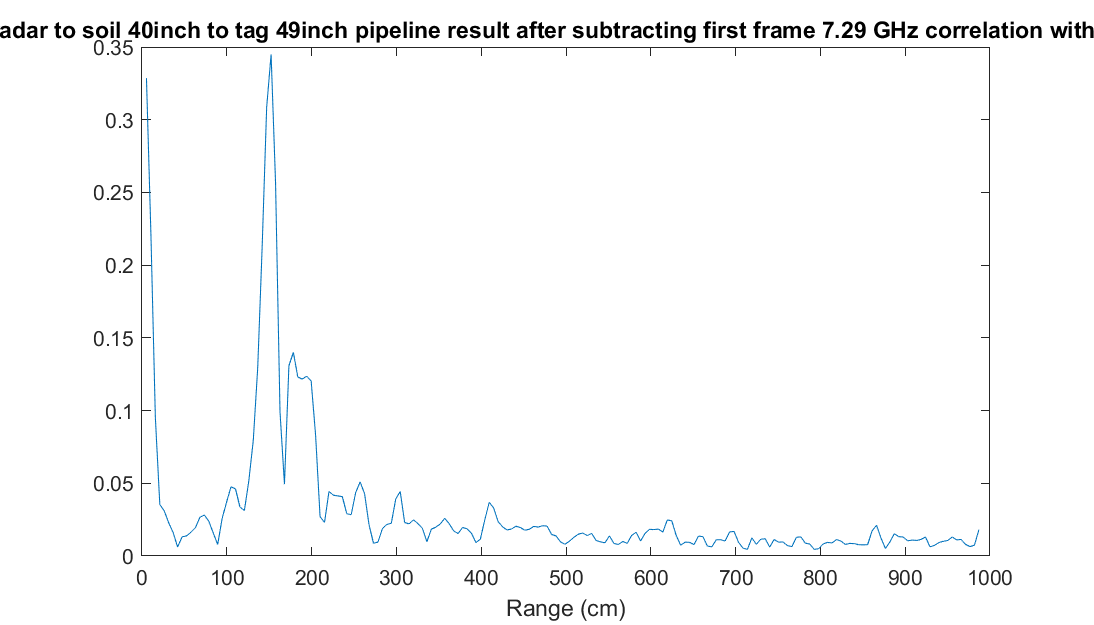 adar to soil 40inch to tag 49inch pipeline result after subtracting first frame 7.29 GHz correlation with
0.35
0.3
0.25
0.2
0.15
0.1
0.05
0
0 100 200 300 400 500 600 700 800 900 1000
Range (cm)